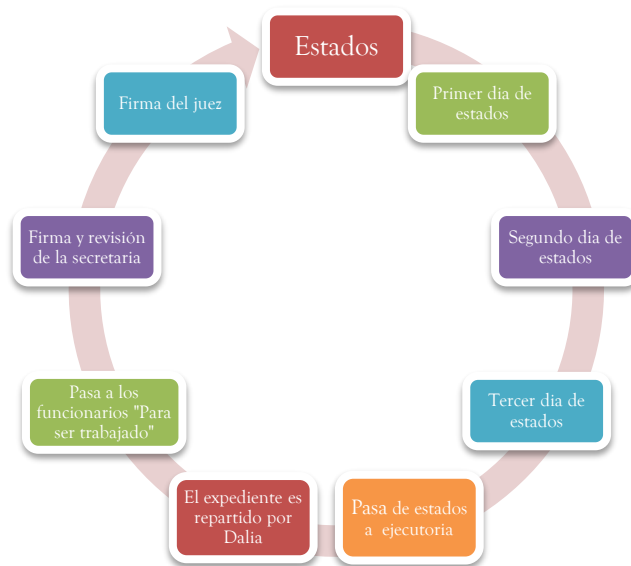 Estados
Primer dia de
estados
Segundo dia de
estados
Tercer dia de
estados
Pasa de estados
a ejecutoria
El expediente es
repartido por
Dalia
Pasa a los
funcionarios "Para
ser trabajado"
Firma y revisión
de la secretaria
Firma del juez